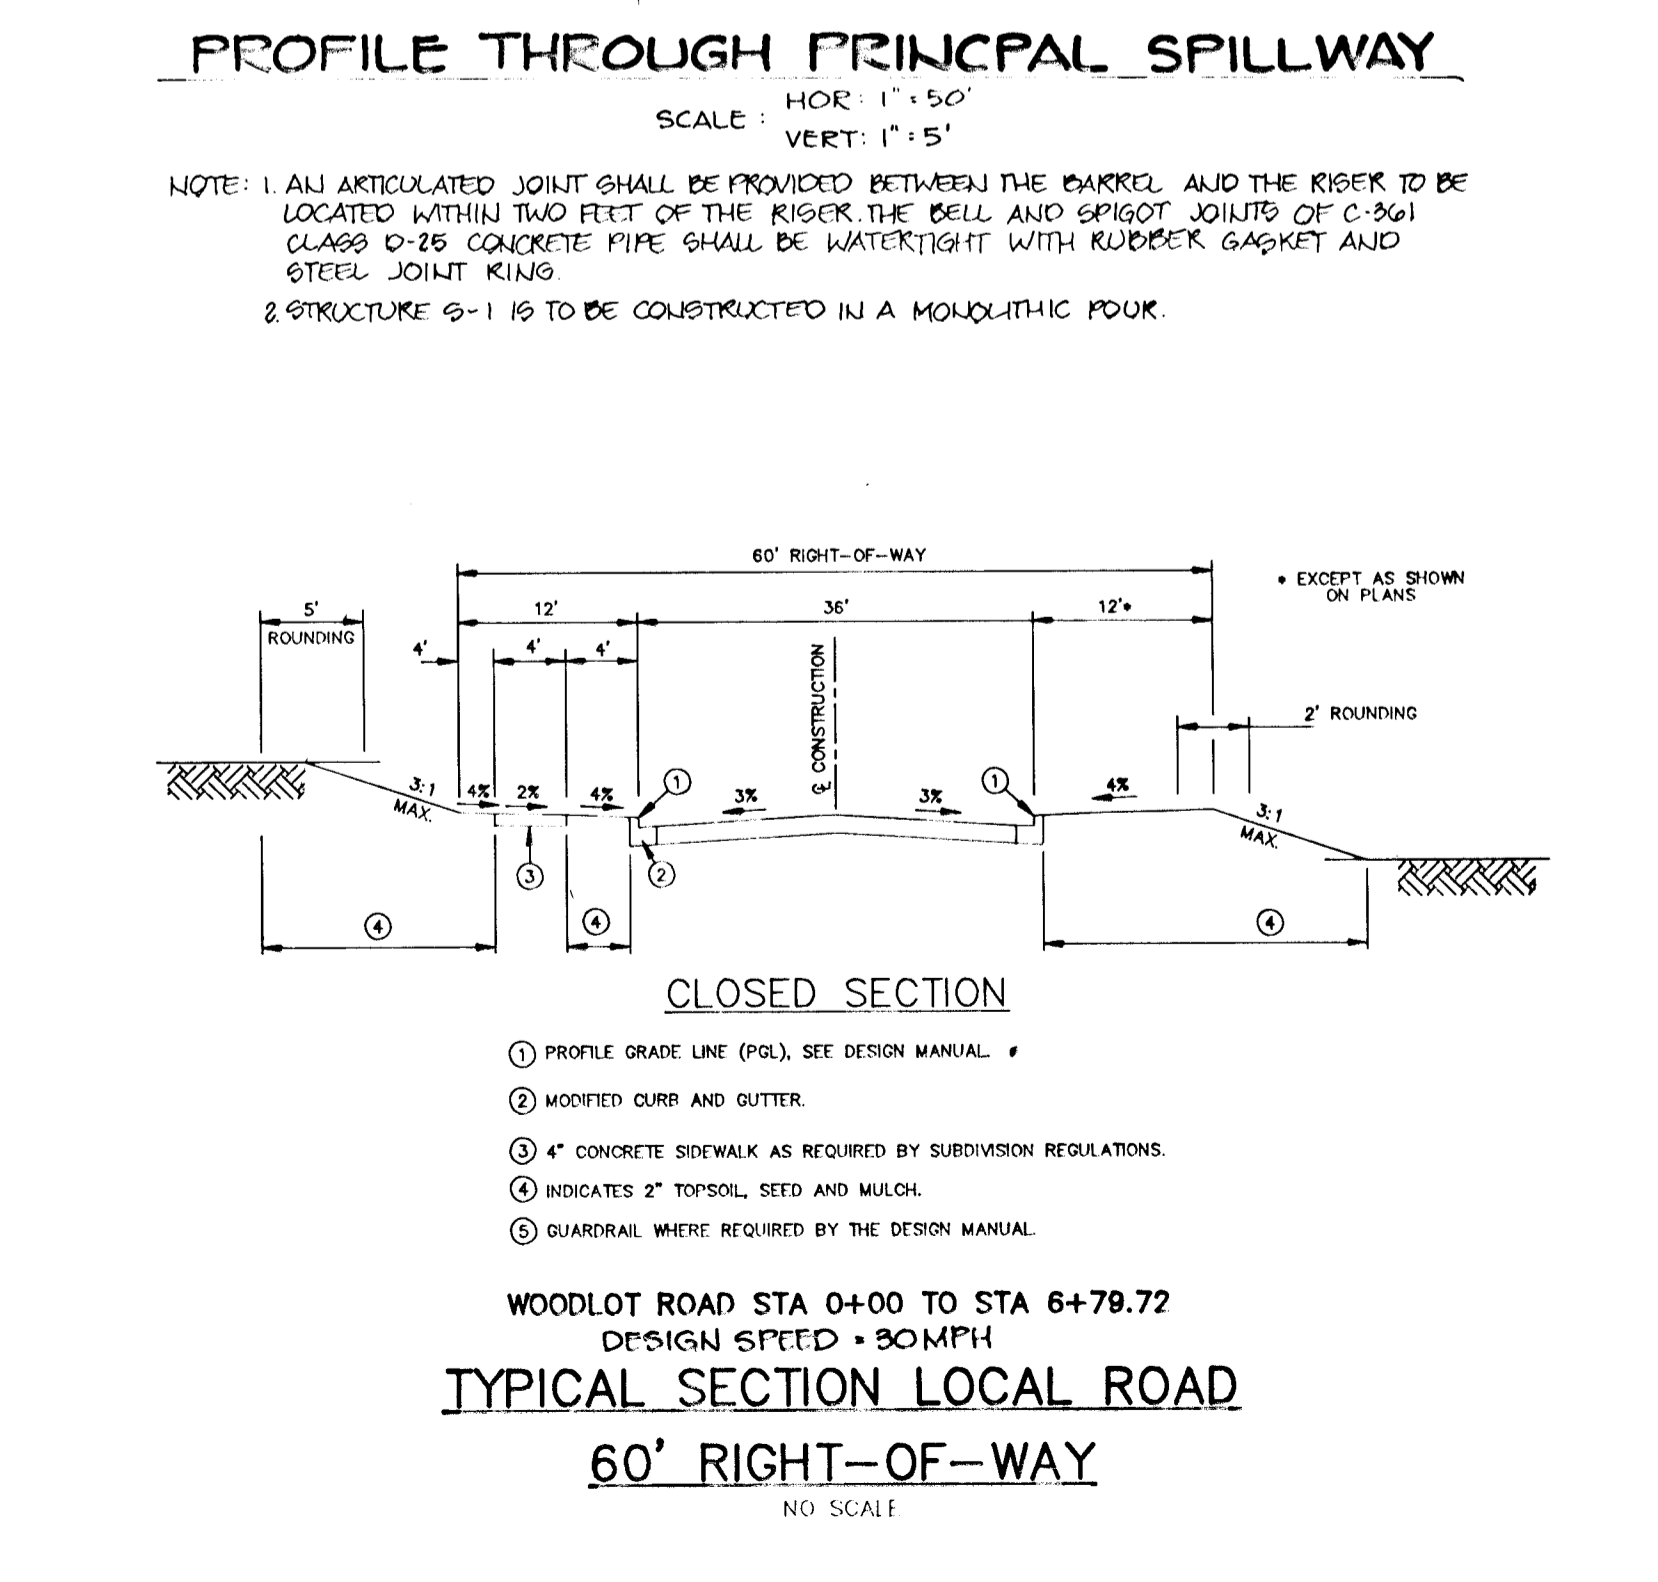 PROFILE THROUGH PRINCPAL SPILLWAY
SCALE : HOR: 1" = 50'
VERT: 1" = 5'
NOTE: 1. AN ARTICULATED JOINT SHALL BE PROVIDED BETWEEN THE BARREL AND THE RISER TO BE
LOCATED WITHIN TWO FEET OF THE RISER. THE BELL AND SPIGOT JOINTS OF C-361
CLASS D-25 CONCRETE PIPE SHALL BE WATERTIGHT WITH RUBBER GASKET AND
STEEL JOINT RING.
2. STRUCTURE S-1 IS TO BE CONSTRUCTED IN A MONOLITHIC POUR.
60' RIGHT-OF-WAY
* EXCEPT AS SHOWN
ON PLANS
5' 12' 36' 12'*
ROUNDING
4' 4' 4'
℄ CONSTRUCTION
2' ROUNDING
3:1
MAX.
4% 2% 4% 1 3% 3% 1 4%
3:1
MAX.
3 2
4 4 4
CLOSED SECTION
1 PROFILE GRADE LINE (PGL), SEE DESIGN MANUAL.
2 MODIFIED CURB AND GUTTER.
3 4" CONCRETE SIDEWALK AS REQUIRED BY SUBDIVISION REGULATIONS.
4 INDICATES 2" TOPSOIL, SEED AND MULCH.
5 GUARDRAIL WHERE REQUIRED BY THE DESIGN MANUAL.
WOODLOT ROAD STA 0+00 TO STA 6+79.72
DESIGN SPEED = 30 MPH
TYPICAL SECTION LOCAL ROAD
60' RIGHT-OF-WAY
NO SCALE